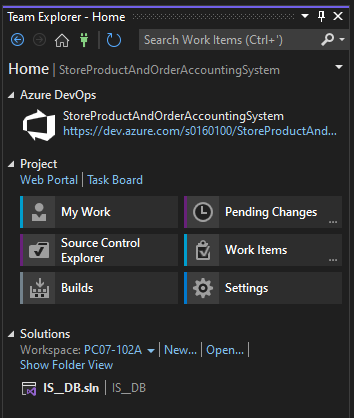 Team Explorer - Home
Search Work Items (Ctrl+')
Home | StoreProductAndOrderAccountingSystem
Azure DevOps
StoreProductAndOrderAccountingSystem
https://dev.azure.com/s0160100/StoreProductAnd...
Project
Web Portal | Task Board
My Work
Pending Changes
...
Source Control
Explorer
Work Items
...
Builds
Settings
Solutions
Workspace: PC07-102A | New... | Open... |
Show Folder View
IS__DB.sln | IS__DB